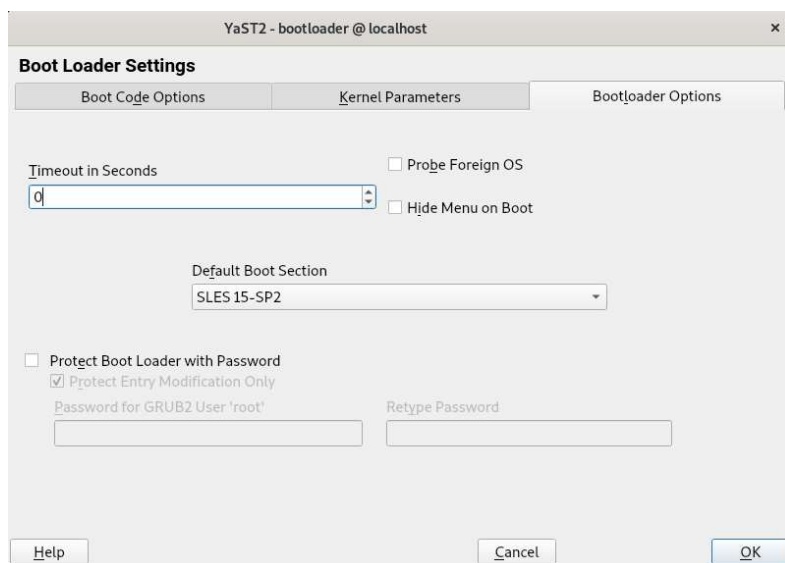 YaST2 - bootloader @ localhost ×
Boot Loader Settings
Boot Code Options Kernel Parameters Bootloader Options
Timeout in Seconds
0
Probe Foreign OS
Hide Menu on Boot
Default Boot Section
SLES 15-SP2
Protect Boot Loader with Password
Protect Entry Modification Only
Password for GRUB2 User 'root' Retype Password
Help Cancel OK